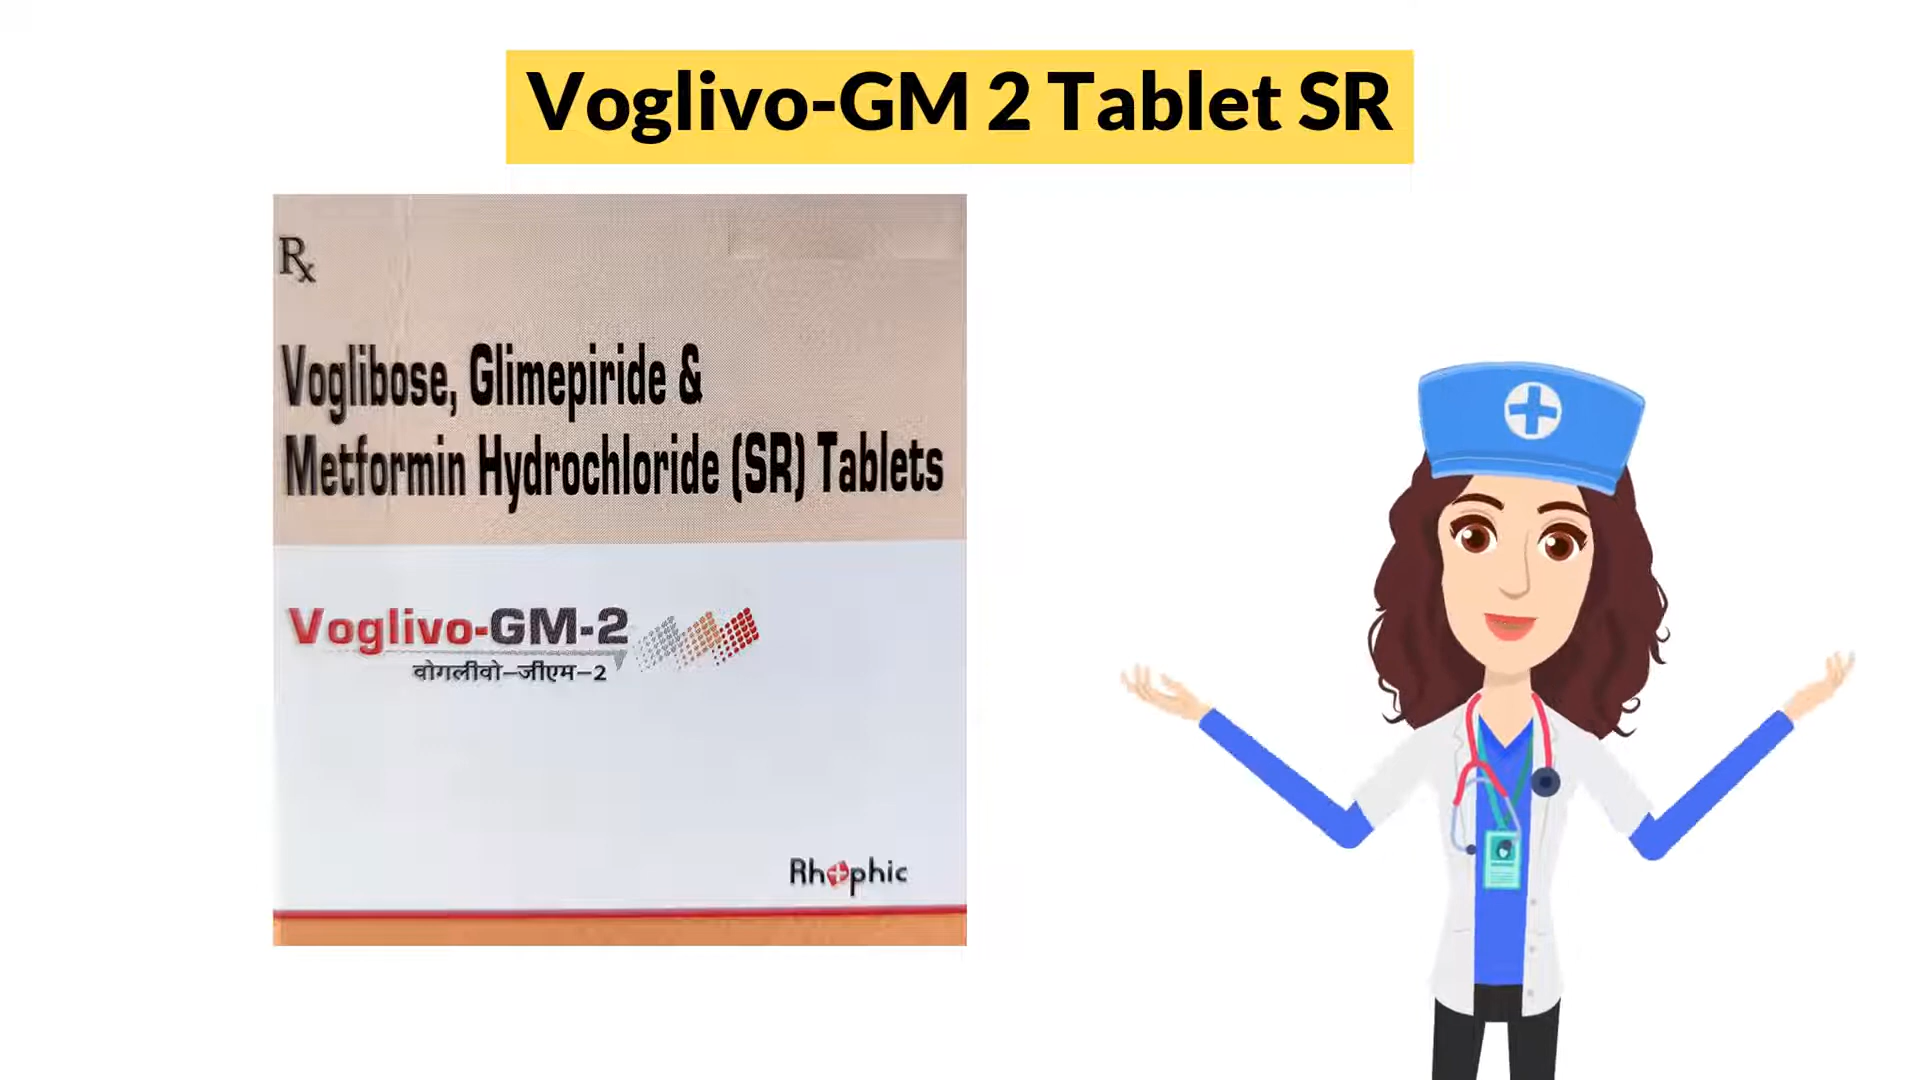 Voglivo-GM 2 Tablet SR
Rx
Voglibose, Glimepiride &
Metformin Hydrochloride (SR) Tablets
Voglivo-GM-2
वोगलीवो–जीएम–2
Rhophic